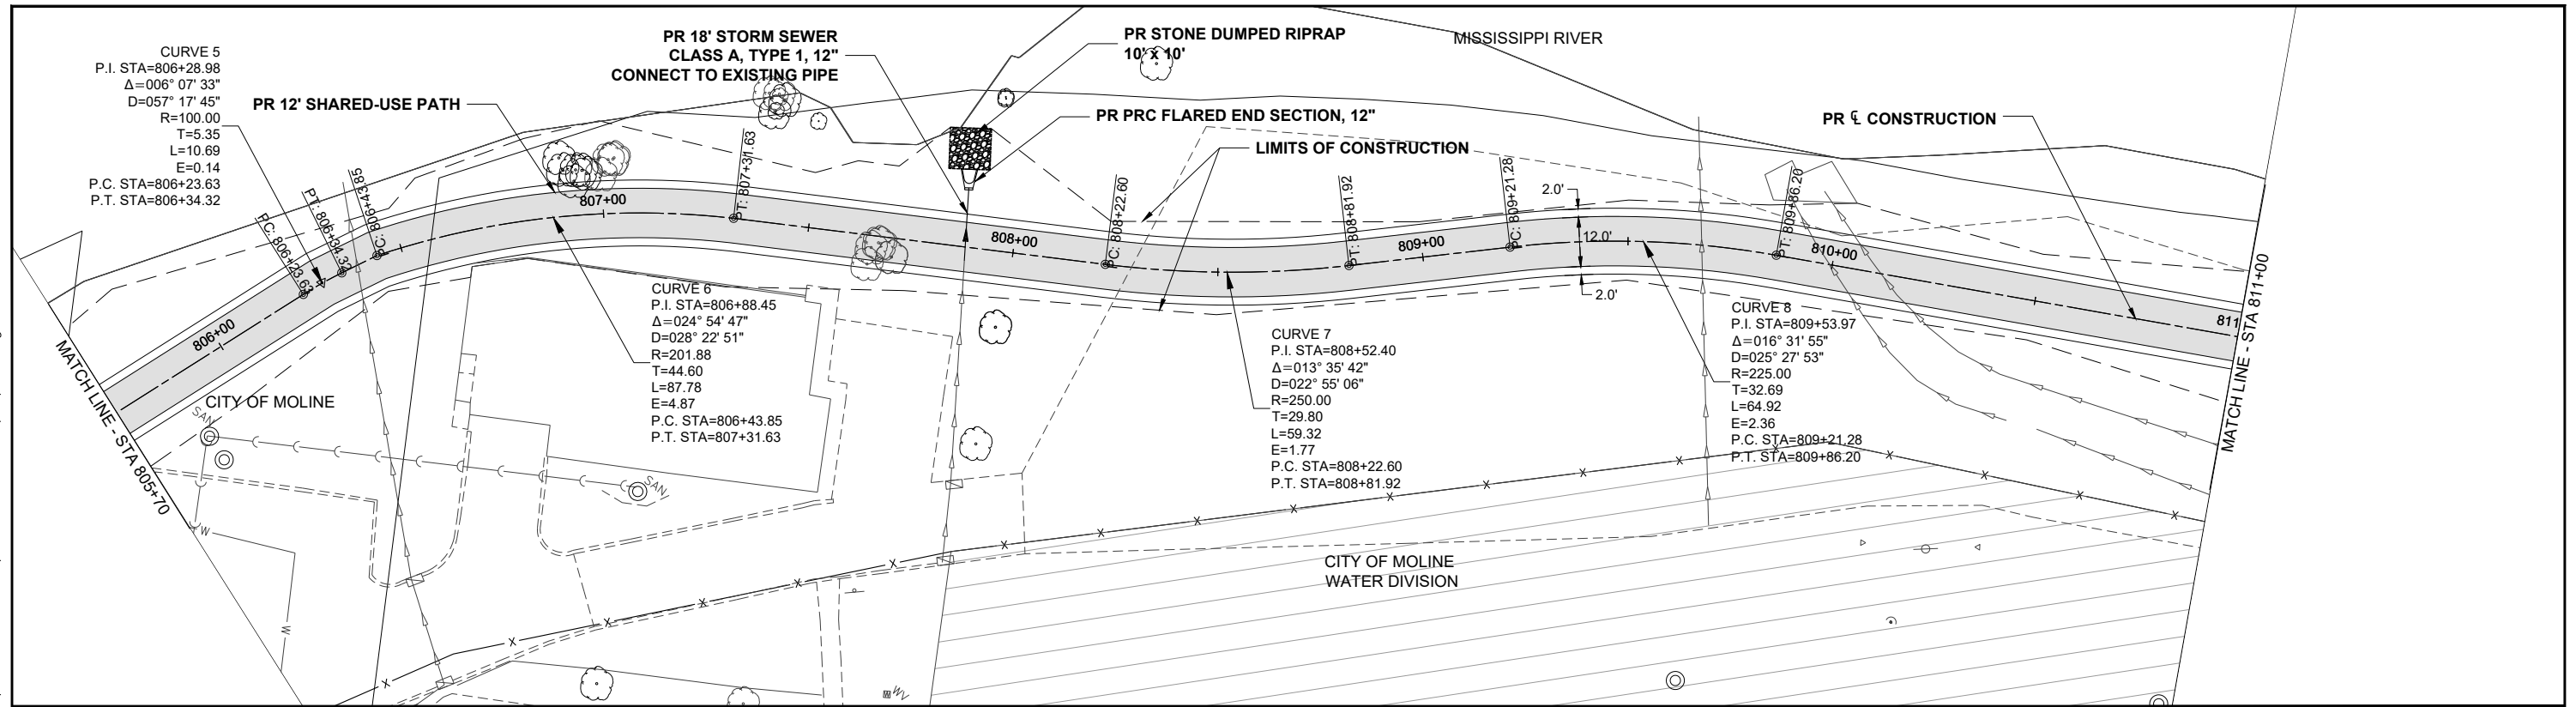 CURVE 5
P.I. STA=806+28.98
Δ=006° 07' 33"
D=057° 17' 45"
R=100.00
T=5.35
L=10.69
E=0.14
P.C. STA=806+23.63
P.T. STA=806+34.32
PR 12' SHARED-USE PATH
PR 18' STORM SEWER
CLASS A, TYPE 1, 12"
CONNECT TO EXISTING PIPE
PR STONE DUMPED RIPRAP
10' x 10'
MISSISSIPPI RIVER
PR PRC FLARED END SECTION, 12"
LIMITS OF CONSTRUCTION
PR ℄ CONSTRUCTION
PC: 806+23.63
PT: 806+34.32
PC: 806+43.85
PT: 807+31.63
PC: 808+22.60
PT: 808+81.92
PC: 809+21.28
PT: 809+86.20
806+00
807+00
808+00
809+00
810+00
811
2.0'
12.0'
2.0'
MATCH LINE - STA 805+70
MATCH LINE - STA 811+00
CITY OF MOLINE
SAN
SAN
W
W
CURVE 6
P.I. STA=806+88.45
Δ=024° 54' 47"
D=028° 22' 51"
R=201.88
T=44.60
L=87.78
E=4.87
P.C. STA=806+43.85
P.T. STA=807+31.63
CURVE 7
P.I. STA=808+52.40
Δ=013° 35' 42"
D=022° 55' 06"
R=250.00
T=29.80
L=59.32
E=1.77
P.C. STA=808+22.60
P.T. STA=808+81.92
CURVE 8
P.I. STA=809+53.97
Δ=016° 31' 55"
D=025° 27' 53"
R=225.00
T=32.69
L=64.92
E=2.36
P.C. STA=809+21.28
P.T. STA=809+86.20
CITY OF MOLINE
WATER DIVISION
WV